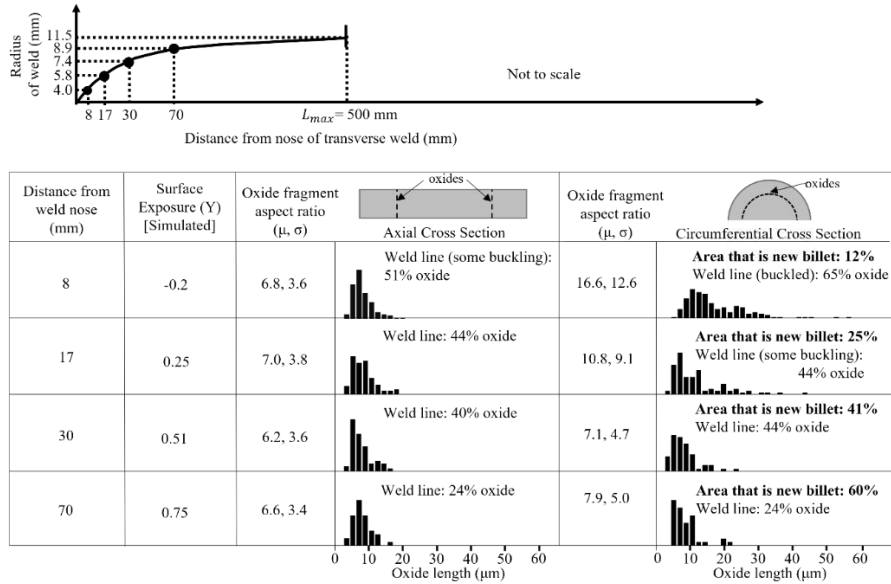 Radius
of weld (mm)
11.5
8.9
7.4
5.8
4.0
8 17 30 70 L_max = 500 mm
Not to scale
Distance from nose of transverse weld (mm)
Distance from
weld nose
(mm)
Surface
Exposure (Y)
[Simulated]
Oxide fragment
aspect ratio
(μ, σ)
oxides
Axial Cross Section
Oxide fragment
aspect ratio
(μ, σ)
oxides
Circumferential Cross Section
8
-0.2
6.8, 3.6
Weld line (some buckling):
51% oxide
16.6, 12.6
Area that is new billet: 12%
Weld line (buckled): 65% oxide
17
0.25
7.0, 3.8
Weld line: 44% oxide
10.8, 9.1
Area that is new billet: 25%
Weld line (some buckling):
44% oxide
30
0.51
6.2, 3.6
Weld line: 40% oxide
7.1, 4.7
Area that is new billet: 41%
Weld line: 44% oxide
70
0.75
6.6, 3.4
Weld line: 24% oxide
7.9, 5.0
Area that is new billet: 60%
Weld line: 24% oxide
0 10 20 30 40 50 60
Oxide length (μm)
0 10 20 30 40 50 60
Oxide length (μm)